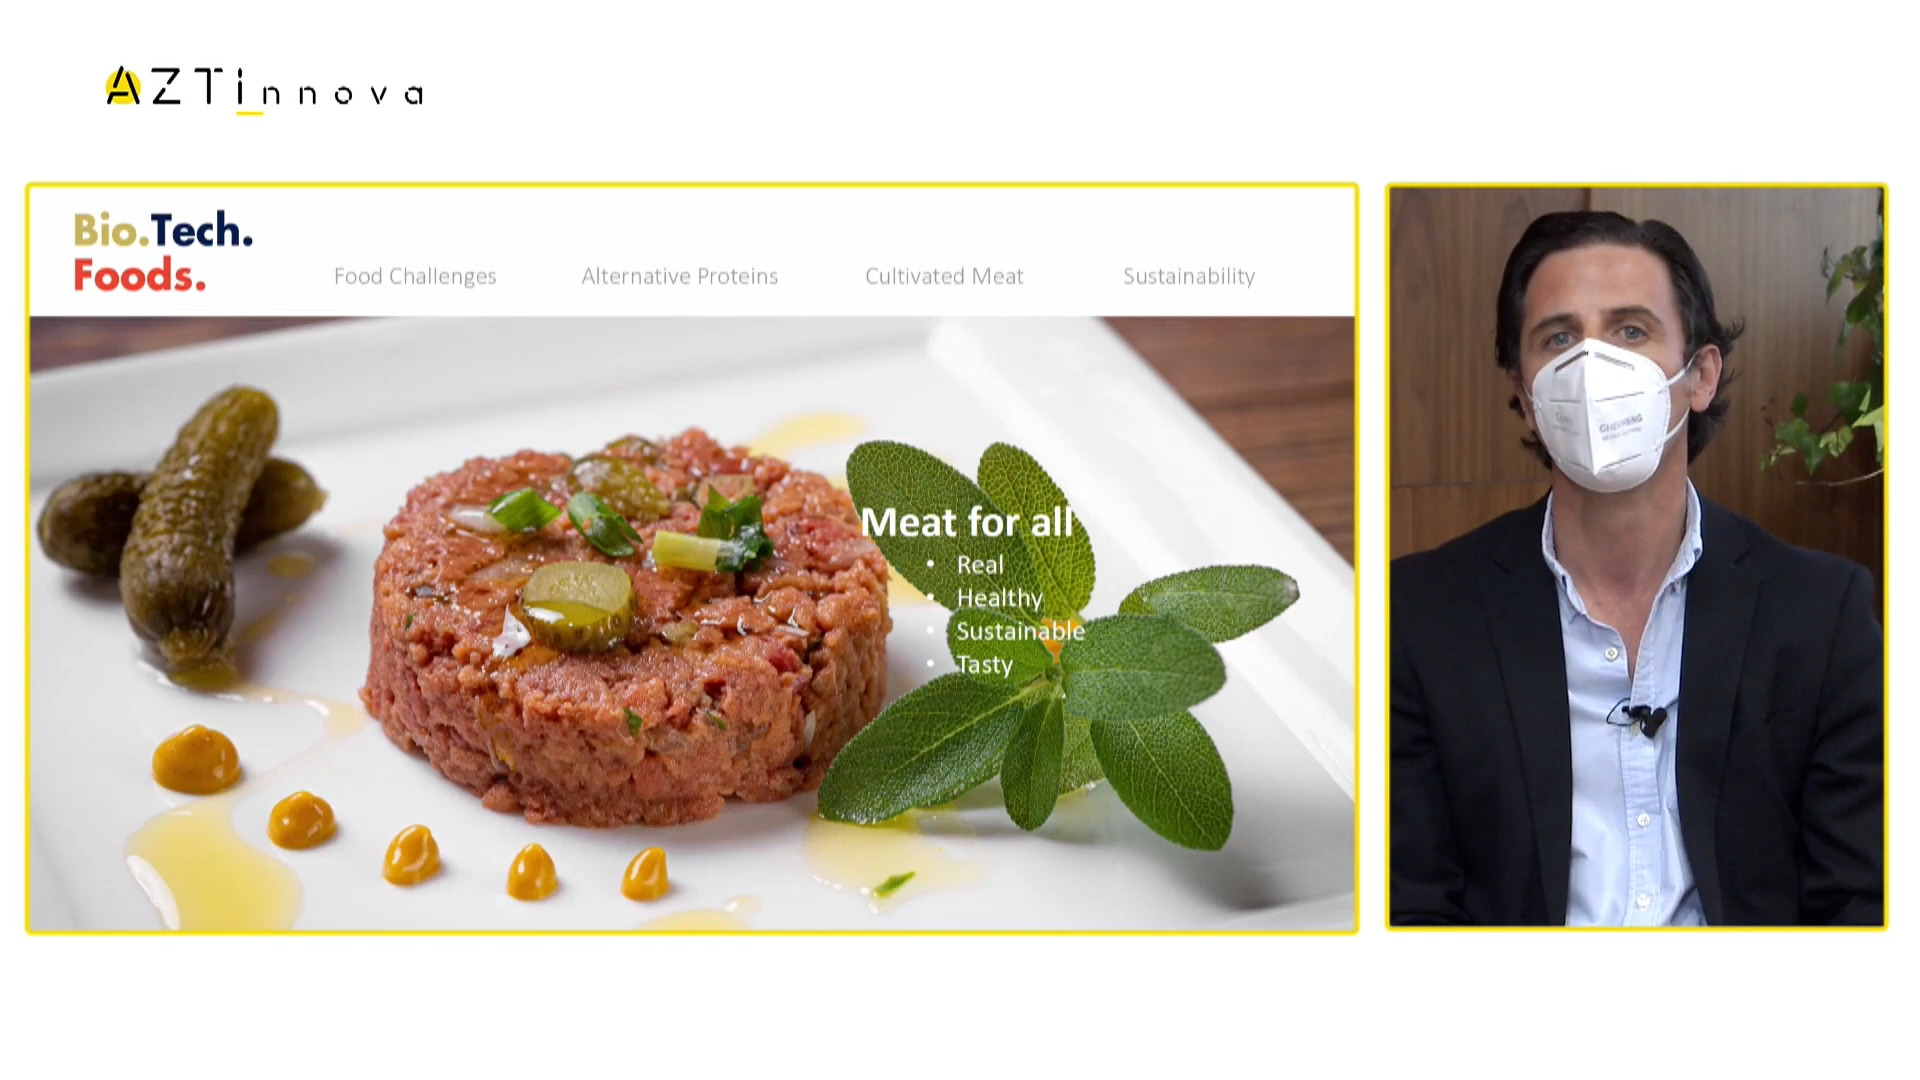 AZTInnova
Bio.Tech.
Foods.
Food Challenges
Alternative Proteins
Cultivated Meat
Sustainability
Meat for all
• Real
• Healthy
• Sustainable
• Tasty